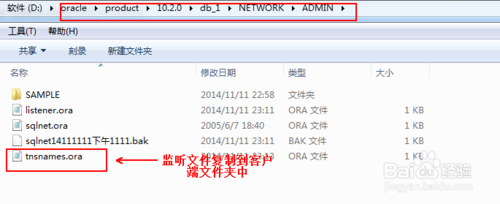 软件 (D:) ▸ oracle ▸ product ▸ 10.2.0 ▸ db_1 ▸ NETWORK ▸ ADMIN ▸
工具(T) 帮助(H)
共享 ▼ 刻录 新建文件夹
名称 修改日期 类型 大小
SAMPLE 2014/11/11 22:58 文件夹
listener.ora 2014/11/11 23:11 ORA 文件 1 KB
sqlnet.ora 2005/6/7 18:40 ORA 文件 1 KB
sqlnet14111111下午1111.bak 2014/11/11 23:11 BAK 文件 1 KB
tnsnames.ora 23:11 ORA 文件 1 KB
监听文件复制到客户
端文件夹中
Baidu 经验
jingyan.baidu.com